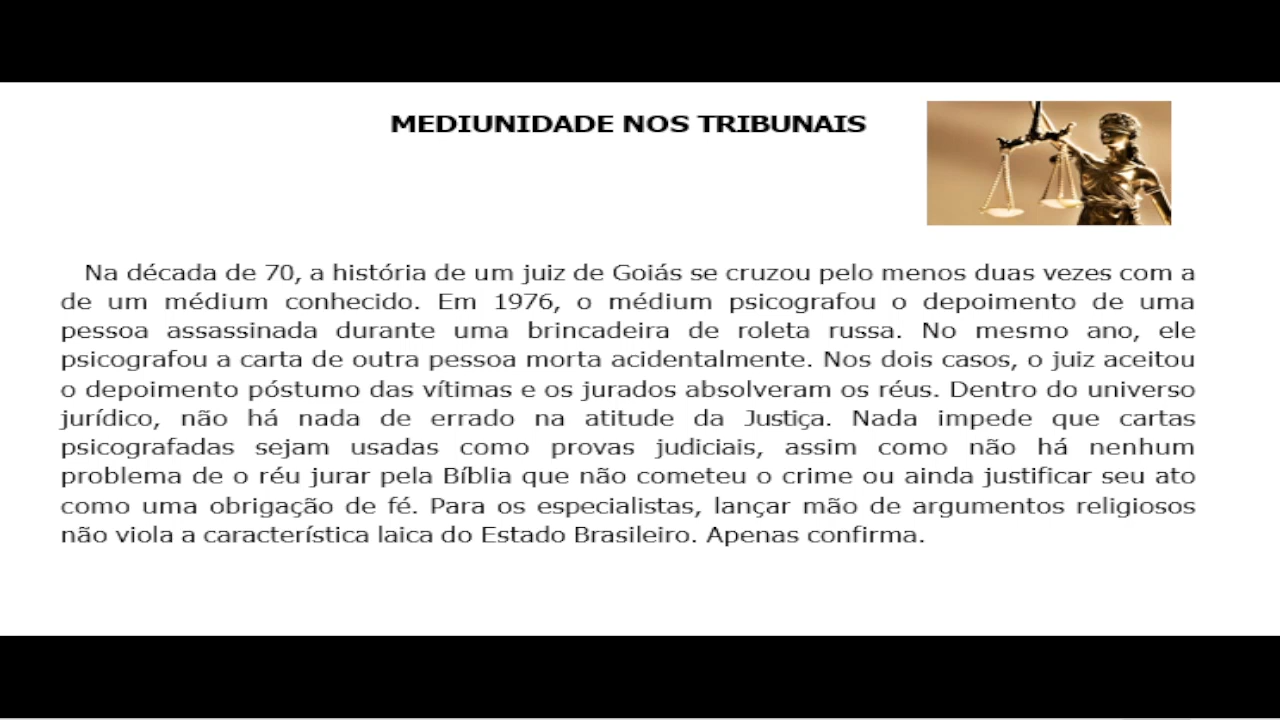 MEDIUNIDADE NOS TRIBUNAIS
Na década de 70, a história de um juiz de Goiás se cruzou pelo menos duas vezes com a
de um médium conhecido. Em 1976, o médium psicografou o depoimento de uma
pessoa assassinada durante uma brincadeira de roleta russa. No mesmo ano, ele
psicografou a carta de outra pessoa morta acidentalmente. Nos dois casos, o juiz aceitou
o depoimento póstumo das vítimas e os jurados absolveram os réus. Dentro do universo
jurídico, não há nada de errado na atitude da Justiça. Nada impede que cartas
psicografadas sejam usadas como provas judiciais, assim como não há nenhum
problema de o réu jurar pela Bíblia que não cometeu o crime ou ainda justificar seu ato
como uma obrigação de fé. Para os especialistas, lançar mão de argumentos religiosos
não viola a característica laica do Estado Brasileiro. Apenas confirma.